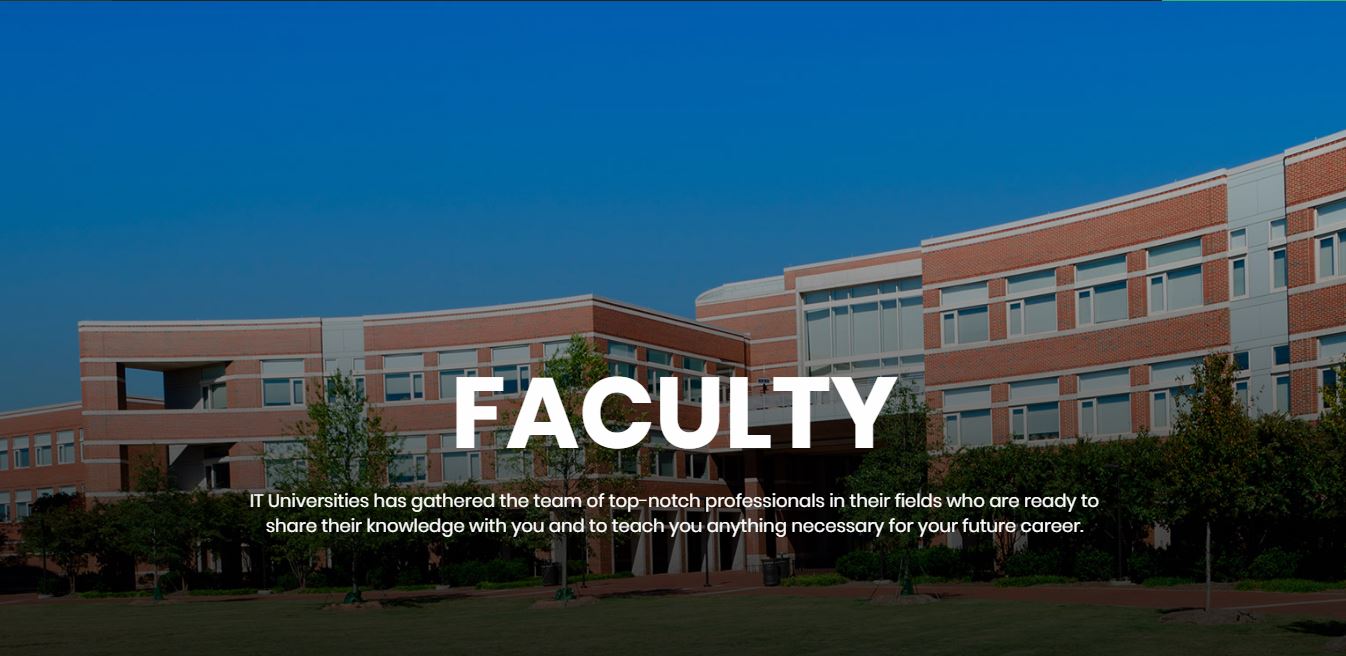 FACULTY
IT Universities has gathered the team of top-notch professionals in their fields who are ready to
share their knowledge with you and to teach you anything necessary for your future career.